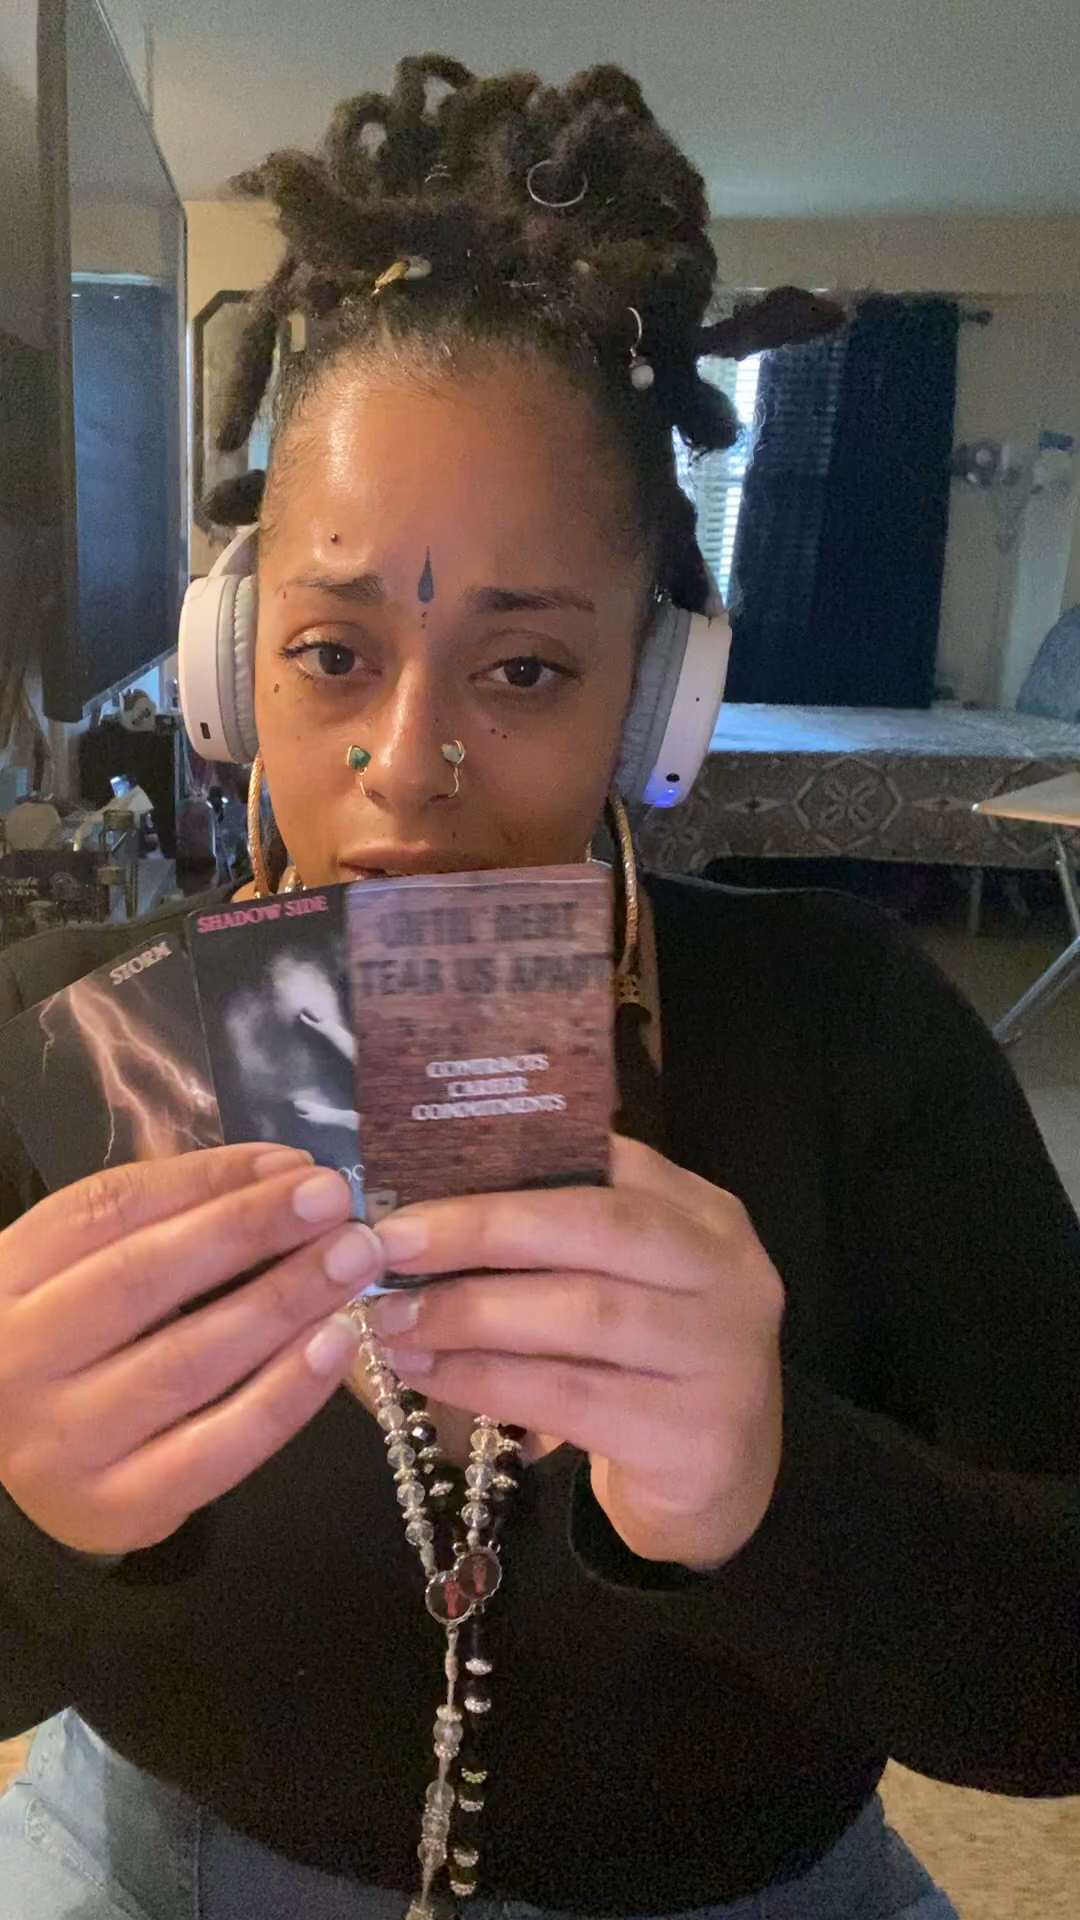 STORM
SHADOW SIDE
UNTIL DEBT
TEAR US APART
CONTRACTS
CAREER
COMMITMENTS